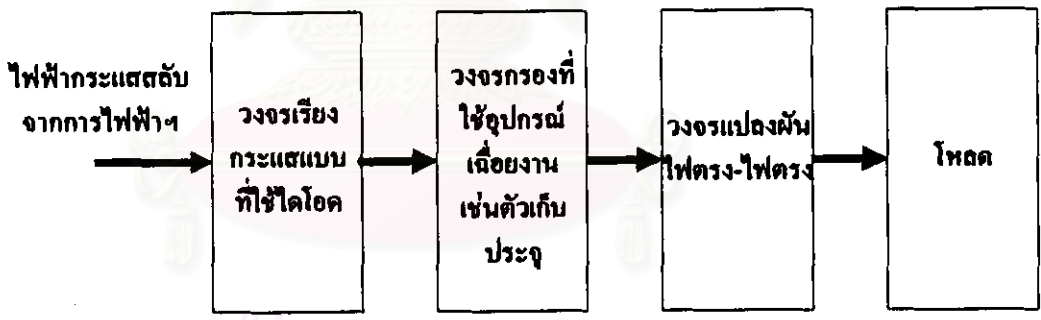 ไฟฟ้ากระแสสลับ
จากการไฟฟ้าฯ
วงจรเรียง
กระแสแบบ
ที่ใช้ไดโอด
วงจรกรองที่
ใช้อุปกรณ์
เฉื่อยงาน
เช่นตัวเก็บ
ประจุ
วงจรแปลงผัน
ไฟตรง-ไฟตรง
โหลด